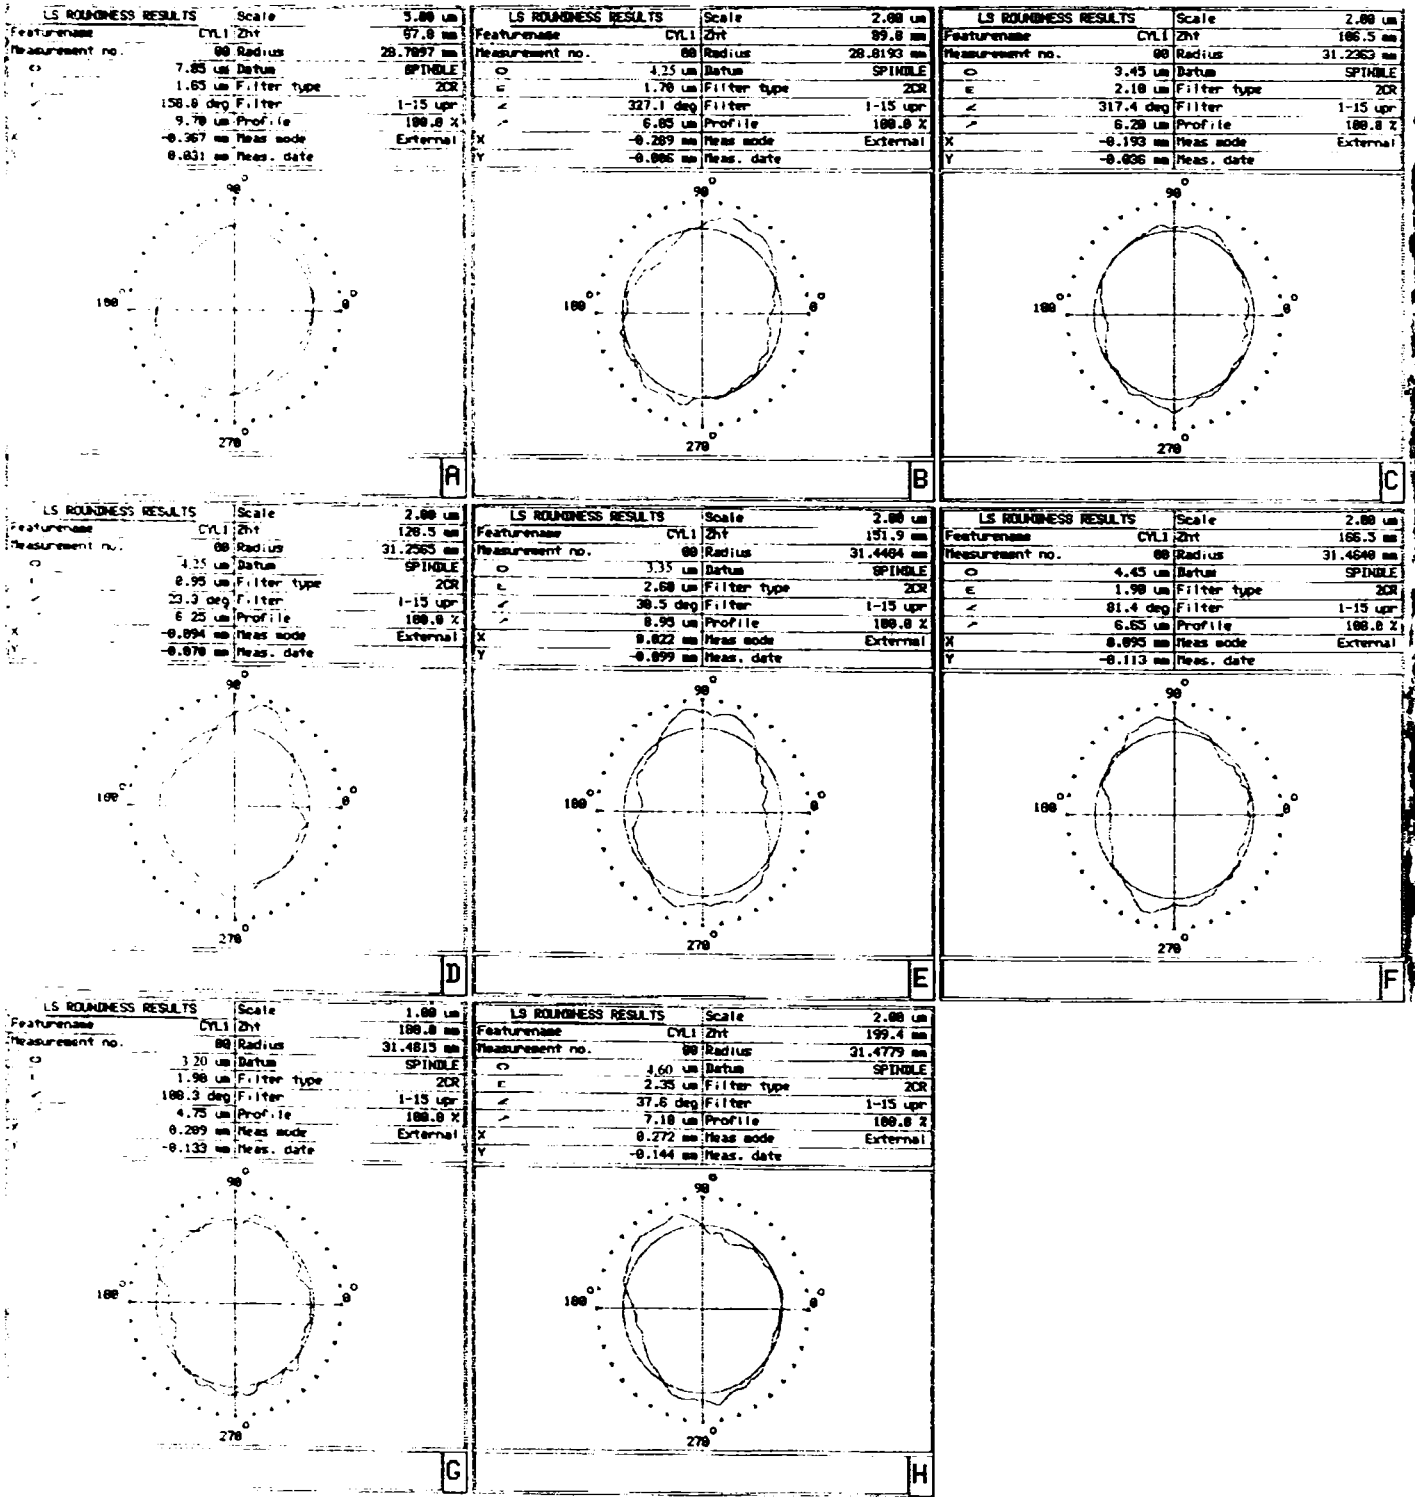 LS ROUNDNESS RESULTS Scale 5.00 um
Featurename CYL1 Zht 67.0 mm
Measurement no. 00 Radius 28.7897 mm
7.85 um Datum SPINDLE
1.65 um Filter type 2CR
158.0 deg Filter 1-15 upr
9.70 um Profile 100.0 %
X -0.367 mm Meas mode External
0.031 mm Meas. date
90°
180° 0°
270°
A
LS ROUNDNESS RESULTS Scale 2.00 um
Featurename CYL1 Zht 89.0 mm
Measurement no. 00 Radius 28.8193 mm
4.25 um Datum SPINDLE
1.70 um Filter type 2CR
327.1 deg Filter 1-15 upr
6.05 um Profile 100.0 %
X -0.209 mm Meas mode External
Y -0.006 mm Meas. date
90°
180° 0°
270°
B
LS ROUNDNESS RESULTS Scale 2.00 um
Featurename CYL1 Zht 106.5 mm
Measurement no. 00 Radius 31.2363 mm
3.45 um Datum SPINDLE
2.10 um Filter type 2CR
317.4 deg Filter 1-15 upr
6.20 um Profile 100.0 %
X -0.193 mm Meas mode External
Y -0.036 mm Meas. date
90°
180° 0°
270°
C
LS ROUNDNESS RESULTS Scale 2.00 um
Featurename CYL1 Zht 128.5 mm
Measurement no. 00 Radius 31.2565 mm
4.25 um Datum SPINDLE
0.95 um Filter type 2CR
23.3 deg Filter 1-15 upr
6.25 um Profile 100.0 %
X -0.094 mm Meas mode External
Y -0.070 mm Meas. date
90°
180° 0°
270°
D
LS ROUNDNESS RESULTS Scale 2.00 um
Featurename CYL1 Zht 151.9 mm
Measurement no. 00 Radius 31.4404 mm
3.35 um Datum SPINDLE
2.60 um Filter type 2CR
30.5 deg Filter 1-15 upr
8.95 um Profile 100.0 %
X 0.022 mm Meas mode External
Y -0.099 mm Meas. date
90°
180° 0°
270°
E
LS ROUNDNESS RESULTS Scale 2.00 um
Featurename CYL1 Zht 166.5 mm
Measurement no. 00 Radius 31.4640 mm
4.45 um Datum SPINDLE
1.90 um Filter type 2CR
81.4 deg Filter 1-15 upr
6.65 um Profile 100.0 %
X 0.095 mm Meas mode External
Y -0.113 mm Meas. date
90°
180° 0°
270°
F
LS ROUNDNESS RESULTS Scale 1.00 um
Featurename CYL1 Zht 180.0 mm
Measurement no. 00 Radius 31.4815 mm
3.20 um Datum SPINDLE
1.90 um Filter type 2CR
108.3 deg Filter 1-15 upr
4.75 um Profile 100.0 %
0.209 mm Meas mode External
-0.133 mm Meas. date
90°
180° 0°
270°
G
LS ROUNDNESS RESULTS Scale 2.00 um
Featurename CYL1 Zht 199.4 mm
Measurement no. 00 Radius 31.4779 mm
4.60 um Datum SPINDLE
2.35 um Filter type 2CR
37.6 deg Filter 1-15 upr
7.10 um Profile 100.0 %
X 0.272 mm Meas mode External
Y -0.144 mm Meas. date
90°
180° 0°
270°
H